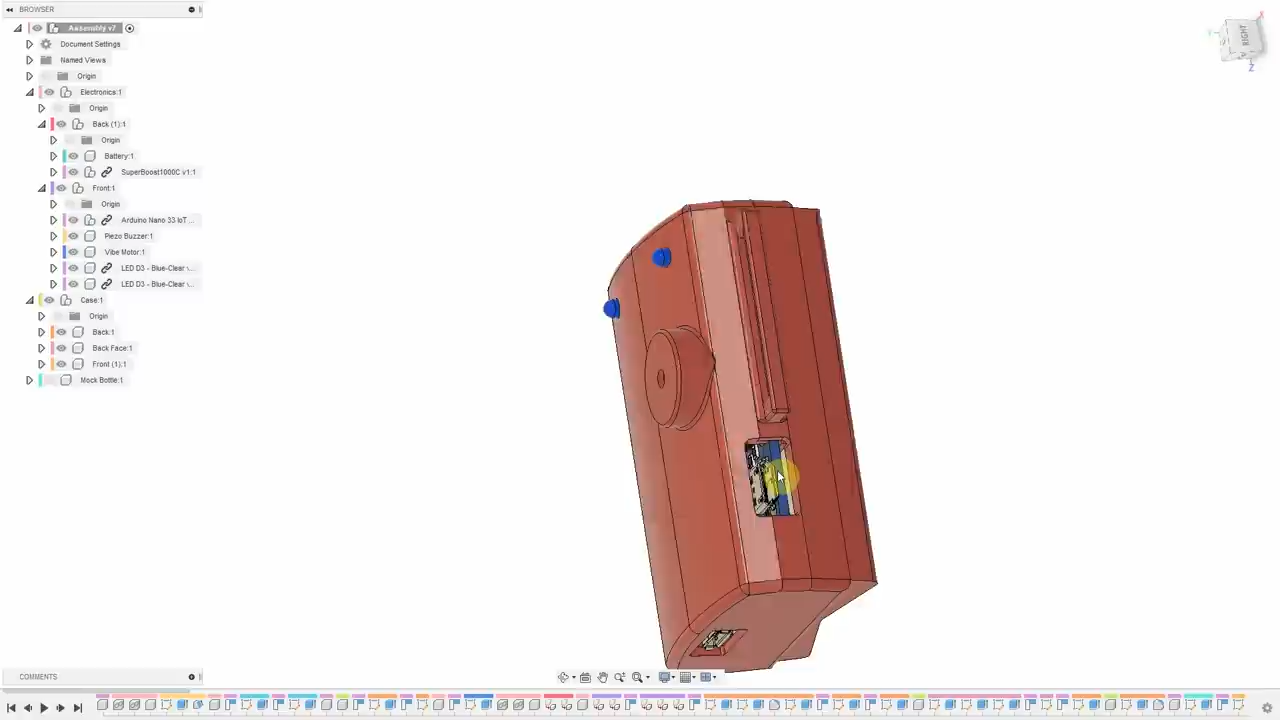 BROWSER
Assembly v7
Document Settings
Named Views
Origin
Electronics:1
Origin
Back (1):1
Origin
Battery:1
SuperBoost1000C v1:1
Front:1
Origin
Arduino Nano 33 IoT ...
Piezo Buzzer:1
Vibe Motor:1
LED D3 - Blue-Clear v...
LED D3 - Blue-Clear v...
Case:1
Origin
Back:1
Back Face:1
Front (1):1
Mock Bottle:1
RIGHT
Z
COMMENTS